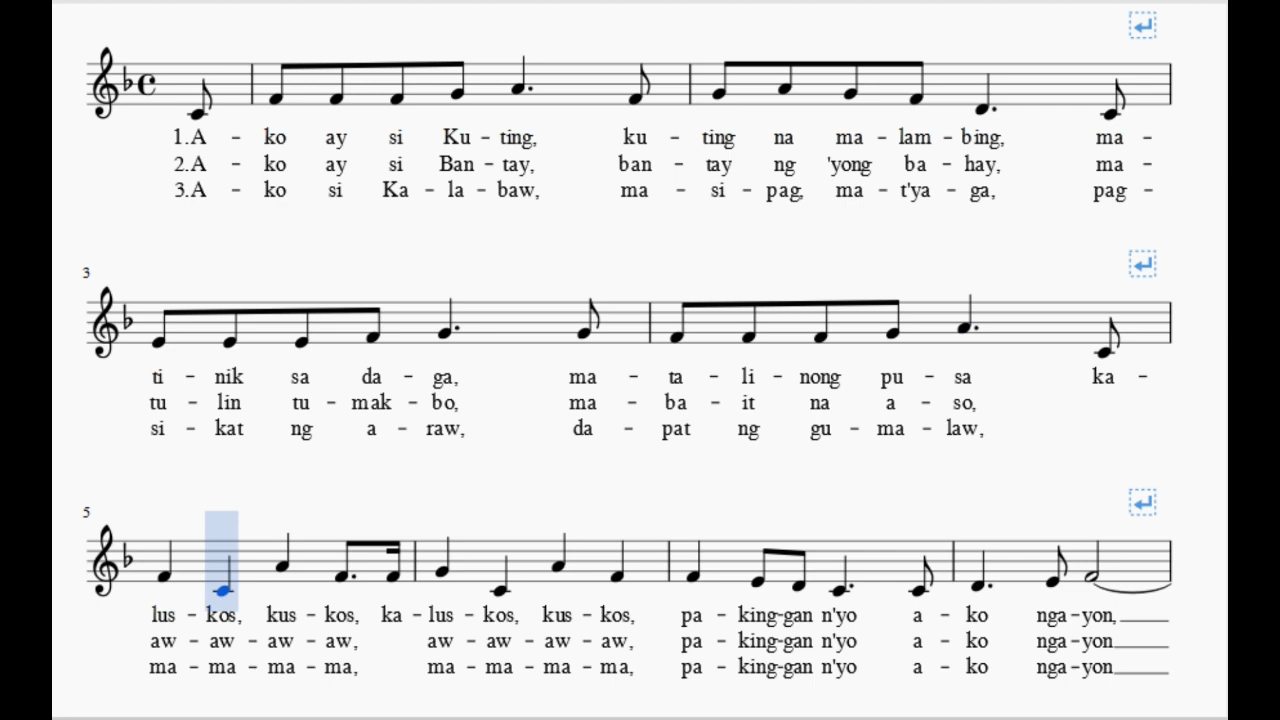 1.A - ko ay si Ku - ting, ku - ting na ma - lam - bing, ma -
2.A - ko ay si Ban - tay, ban - tay ng 'yong ba - hay, ma -
3.A - ko si Ka - la - baw, ma - si - pag, ma - t'ya - ga, pag -
3
ti - nik sa da - ga, ma - ta - li - nong pu - sa ka -
tu - lin tu - mak - bo, ma - ba - it na a - so,
si - kat ng a - raw, da - pat ng gu - ma - law,
5
lus - kos, kus - kos, ka - lus - kos, kus - kos, pa - king-gan n'yo a - ko nga - yon,
aw - aw - aw - aw, aw - aw - aw - aw, pa - king-gan n'yo a - ko nga - yon
ma - ma - ma - ma, ma - ma - ma - ma, pa - king-gan n'yo a - ko nga - yon